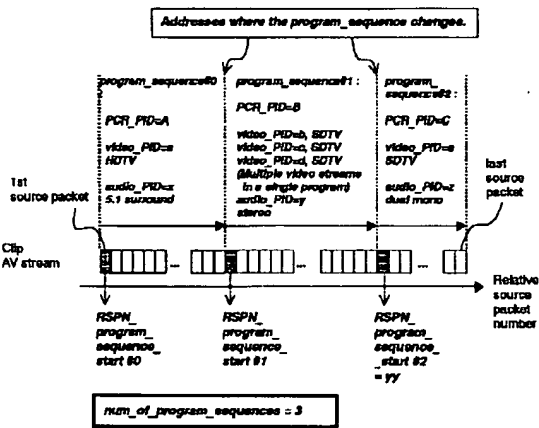 Addresses where the program_sequence changes.
program_sequence#0
PCR_PID=A
video_PID=a
HDTV
audio_PID=x
5.1 surround
program_sequence#1 :
PCR_PID=B
video_PID=b, SDTV
video_PID=c, SDTV
video_PID=d, SDTV
(Multiple video streams
in a single program)
audio_PID=y
stereo
program_
sequence#2 :
PCR_PID=C
video_PID=e
SDTV
audio_PID=z
dual mono
1st
source packet
last
source
packet
Clip
AV stream
... ... ...
Relative
source
packet
number
RSPN_
program_
sequence_
start #0
RSPN_
program_
sequence_
start #1
RSPN_
program_
sequence_
_start #2
= yy
num_of_program_sequences = 3